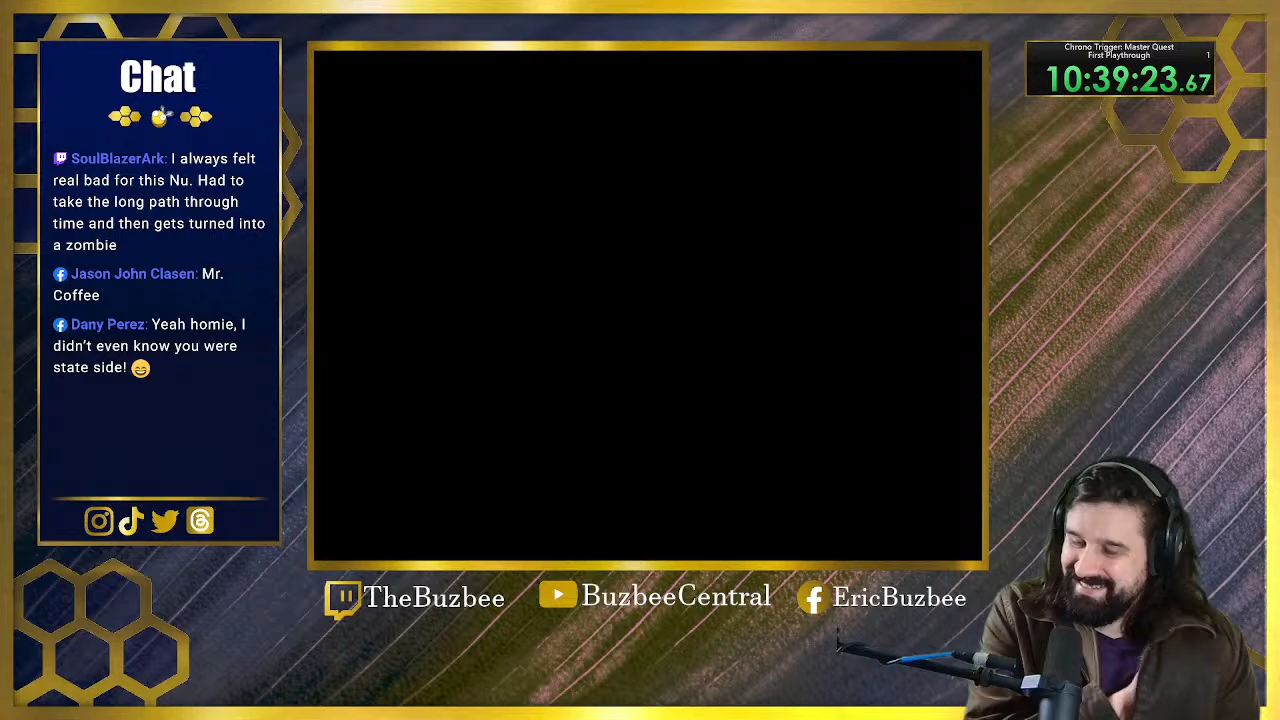 Chat
SoulBlazerArk: I always felt
real bad for this Nu. Had to
take the long path through
time and then gets turned into
a zombie
Jason John Clasen: Mr.
Coffee
Dany Perez: Yeah homie, I
didn't even know you were
state side! 😄
Chrono Trigger: Master Quest
First Playthrough 1
10:39:23.67
TheBuzbee
BuzbeeCentral
EricBuzbee